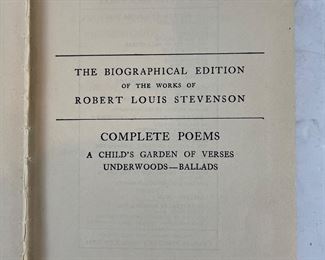 THE BIOGRAPHICAL EDITION
OF THE WORKS OF
ROBERT LOUIS STEVENSON
COMPLETE POEMS
A CHILD'S GARDEN OF VERSES
UNDERWOODS—BALLADS